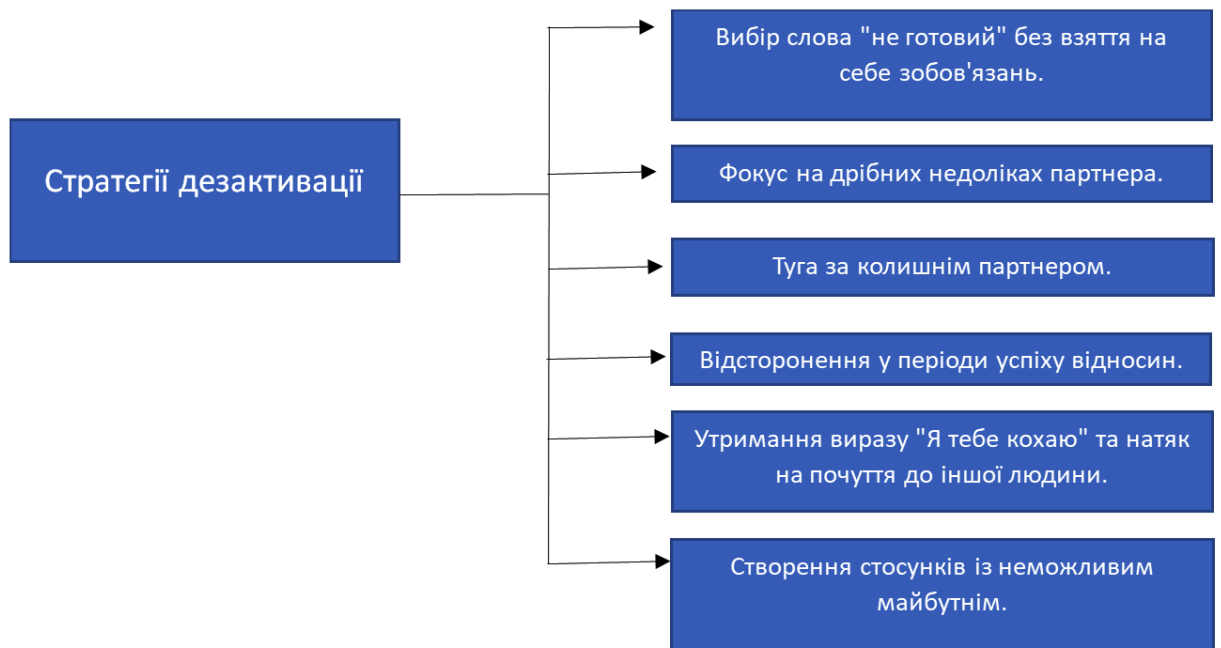 Вибір слова "не готовий" без взяття на
себе зобов'язань.
Стратегії дезактивації
Фокус на дрібних недоліках партнера.
Туга за колишнім партнером.
Відсторонення у періоди успіху відносин.
Утримання виразу "Я тебе кохаю" та натяк
на почуття до іншої людини.
Створення стосунків із неможливим
майбутнім.